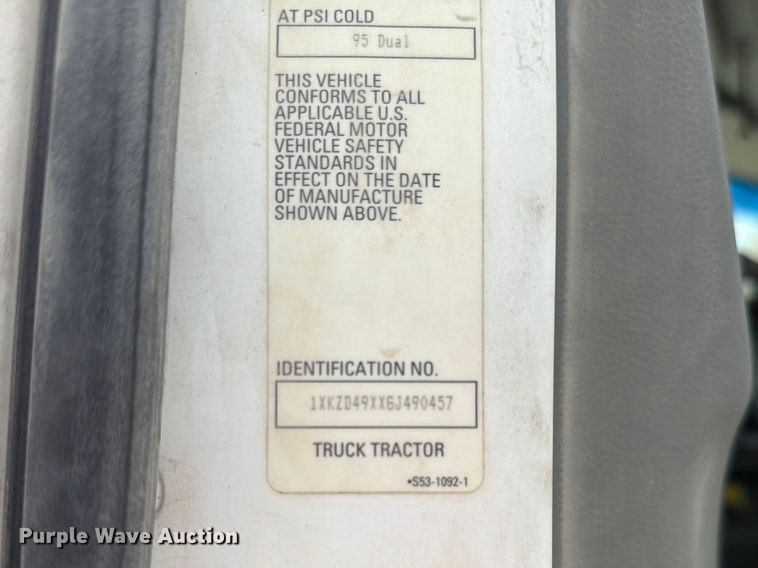 AT PSI COLD
95 Dual
THIS VEHICLE
CONFORMS TO ALL
APPLICABLE U.S.
FEDERAL MOTOR
VEHICLE SAFETY
STANDARDS IN
EFFECT ON THE DATE
OF MANUFACTURE
SHOWN ABOVE.
IDENTIFICATION NO.
1XKZD49XX6J490457
TRUCK TRACTOR
•S53-1092-1
Purple Wave Auction